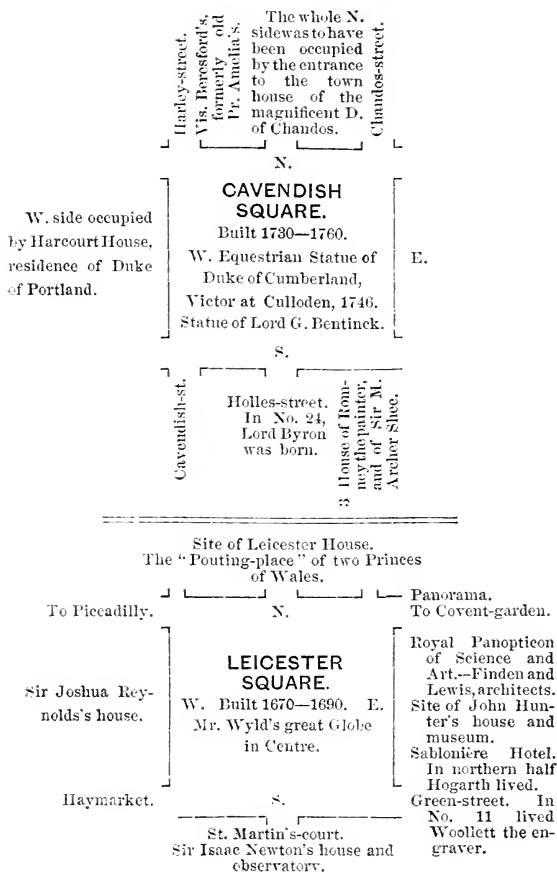 Harley-street.
Vis. Beresford's,
formerly old
Pr. Amelia's.
The whole N.
side was to have
been occupied
by the entrance
to the town
house of the
magnificent D.
of Chandos.
Chandos-street.
N.
W. side occupied
by Harcourt House,
residence of Duke
of Portland.
CAVENDISH
SQUARE.
Built 1730—1760.
W. Equestrian Statue of
Duke of Cumberland,
Victor at Culloden, 1746.
Statue of Lord G. Bentinck.
E.
S.
Cavendish-st.
Holles-street.
In No. 24,
Lord Byron
was born.
House of Rom-
ney the painter,
and of Sir M.
Archer Shee.
Site of Leicester House.
The "Pouting-place" of two Princes
of Wales.
To Piccadilly.
N.
Panorama.
To Covent-garden.
Sir Joshua Rey-
nolds's house.
LEICESTER
SQUARE.
W. Built 1670—1690. E.
Mr. Wyld's great Globe
in Centre.
Royal Panopticon
of Science and
Art.—Finden and
Lewis, architects.
Site of John Hun-
ter's house and
museum.
Sablonière Hotel.
In northern half
Hogarth lived.
Green-street. In
No. 11 lived
Woollett the en-
graver.
Haymarket.
S.
St. Martin's-court.
Sir Isaac Newton's house and
observatory.